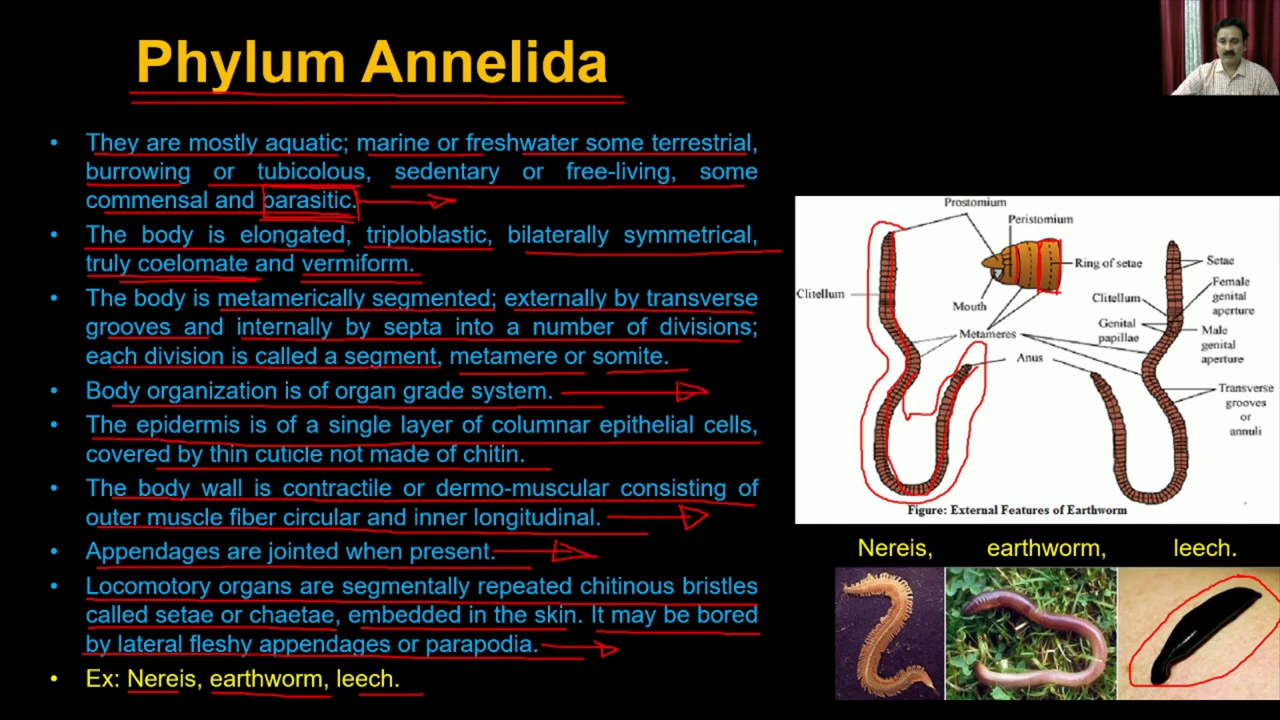 Phylum Annelida
• They are mostly aquatic; marine or freshwater some terrestrial,
burrowing or tubicolous, sedentary or free-living, some
commensal and parasitic.
• The body is elongated, triploblastic, bilaterally symmetrical,
truly coelomate and vermiform.
• The body is metamerically segmented; externally by transverse
grooves and internally by septa into a number of divisions;
each division is called a segment, metamere or somite.
• Body organization is of organ grade system.
• The epidermis is of a single layer of columnar epithelial cells,
covered by thin cuticle not made of chitin.
• The body wall is contractile or dermo-muscular consisting of
outer muscle fiber circular and inner longitudinal.
• Appendages are jointed when present.
• Locomotory organs are segmentally repeated chitinous bristles
called setae or chaetae, embedded in the skin. It may be bored
by lateral fleshy appendages or parapodia.
• Ex: Nereis, earthworm, leech.
Prostomium
Peristomium
Ring of setae
Mouth
Clitellum
Metameres
Anus
Setae
Clitellum
Female
genital
aperture
Genital
papillae
Male
genital
aperture
Transverse
grooves
or
annuli
Figure: External Features of Earthworm
Nereis, earthworm, leech.